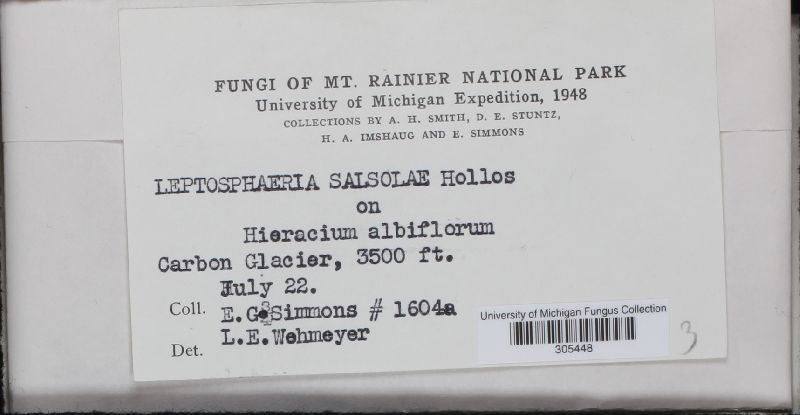 FUNGI OF MT. RAINIER NATIONAL PARK
University of Michigan Expedition, 1948
COLLECTIONS BY A. H. SMITH, D. E. STUNTZ,
H. A. IMSHAUG AND E. SIMMONS
LEPTOSPHAERIA SALSOLAE Hollos
on
Hieracium albiflorum
Carbon Glacier, 3500 ft.
July 22.
Coll. E.G.Simmons # 1604a
Det. L.E.Wehmeyer
University of Michigan Fungus Collection
305448
3